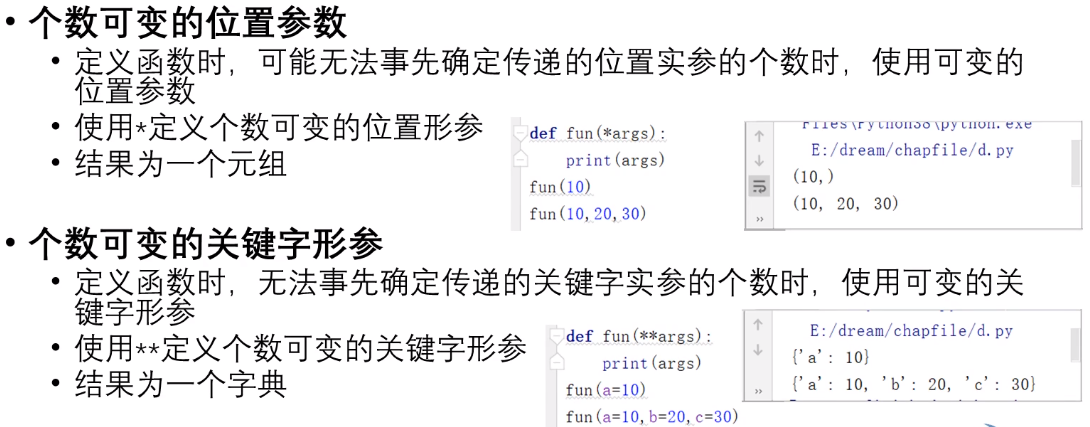 • 个数可变的位置参数
• 定义函数时，可能无法事先确定传递的位置实参的个数时，使用可变的
位置参数
• 使用*定义个数可变的位置形参
• 结果为一个元组
def fun(*args):
print(args)
fun(10)
fun(10,20,30)
Files\Python38\python.exe
E:/dream/chapfile/d.py
(10,)
(10, 20, 30)
• 个数可变的关键字形参
• 定义函数时，无法事先确定传递的关键字实参的个数时，使用可变的关
键字形参
• 使用**定义个数可变的关键字形参
• 结果为一个字典
def fun(**args):
print(args)
fun(a=10)
fun(a=10,b=20,c=30)
E:/dream/chapfile/d.py
{'a': 10}
{'a': 10, 'b': 20, 'c': 30}